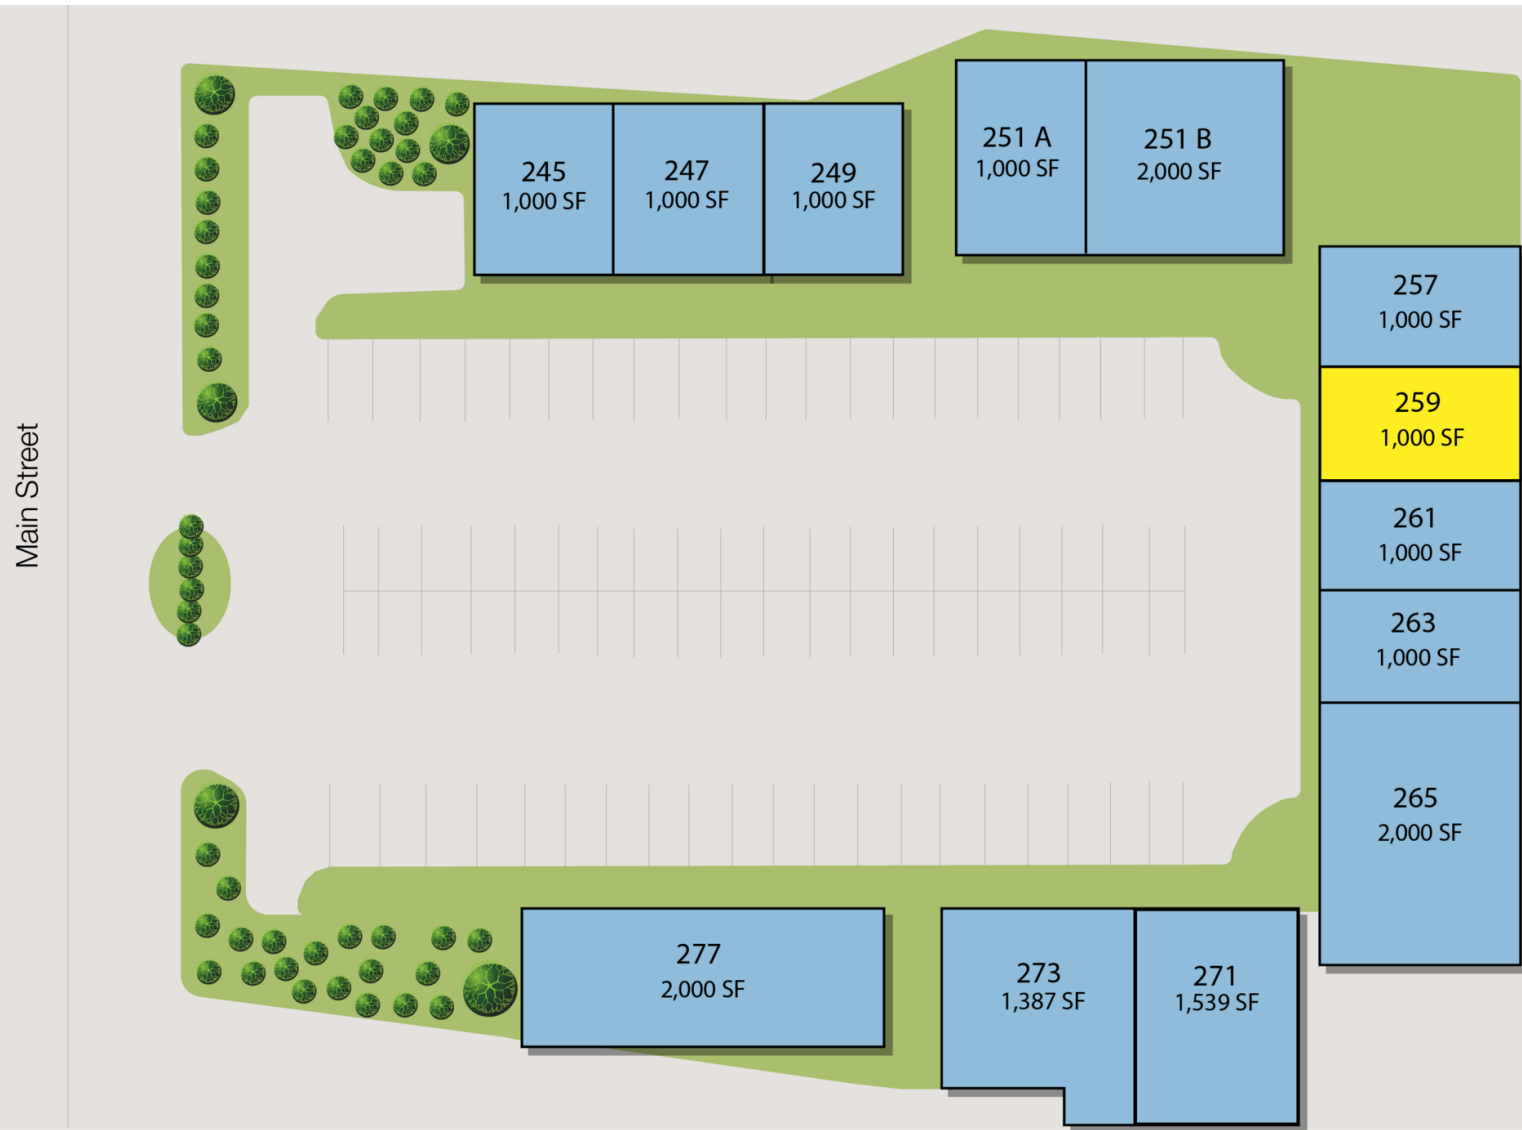 Main Street
245
1,000 SF
247
1,000 SF
249
1,000 SF
251 A
1,000 SF
251 B
2,000 SF
257
1,000 SF
259
1,000 SF
261
1,000 SF
263
1,000 SF
265
2,000 SF
277
2,000 SF
273
1,387 SF
271
1,539 SF